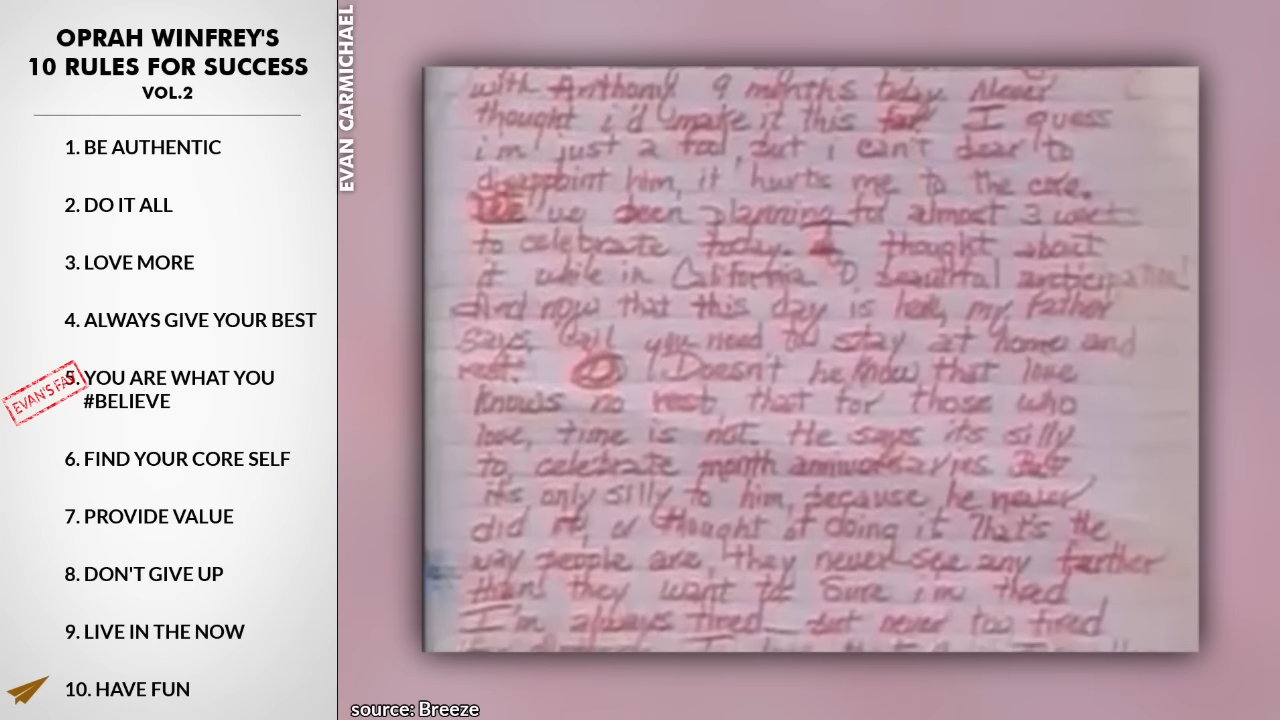 OPRAH WINFREY'S
10 RULES FOR SUCCESS
VOL.2
1. BE AUTHENTIC
2. DO IT ALL
3. LOVE MORE
4. ALWAYS GIVE YOUR BEST
5. YOU ARE WHAT YOU
#BELIEVE
6. FIND YOUR CORE SELF
7. PROVIDE VALUE
8. DON'T GIVE UP
9. LIVE IN THE NOW
10. HAVE FUN
EVAN'S
EVAN CARMICHAEL
with Anthony. 9 months today. Never
thought i'd make it this far I guess
i'm just a fool, but i can't bear to
disappoint him, it hurts me to the core.
We've been planning for almost 3 weeks
to celebrate today. I thought about
it while in California
And now that this day is here, my Father
says, Gail you need to stay at home and
rest. O! Doesn't he know that love
knows no rest, that for those who
love, time is not. He says its silly
to celebrate month anniversaries But
its only silly to him, because he never
did it, or thought of doing it That's the
way people are, they never see any farther
than they want to Sure i'm tired
I'm always tired but never too tired
source: Breeze